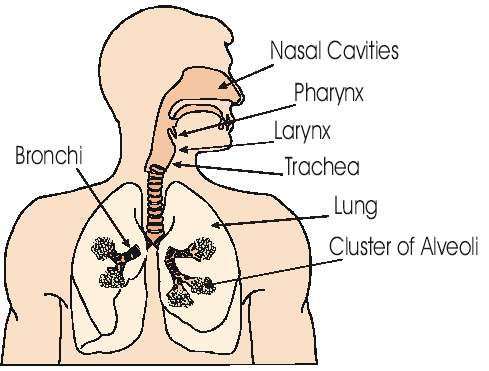 Nasal Cavities
Pharynx
Larynx
Bronchi
Trachea
Lung
Cluster of Alveoli